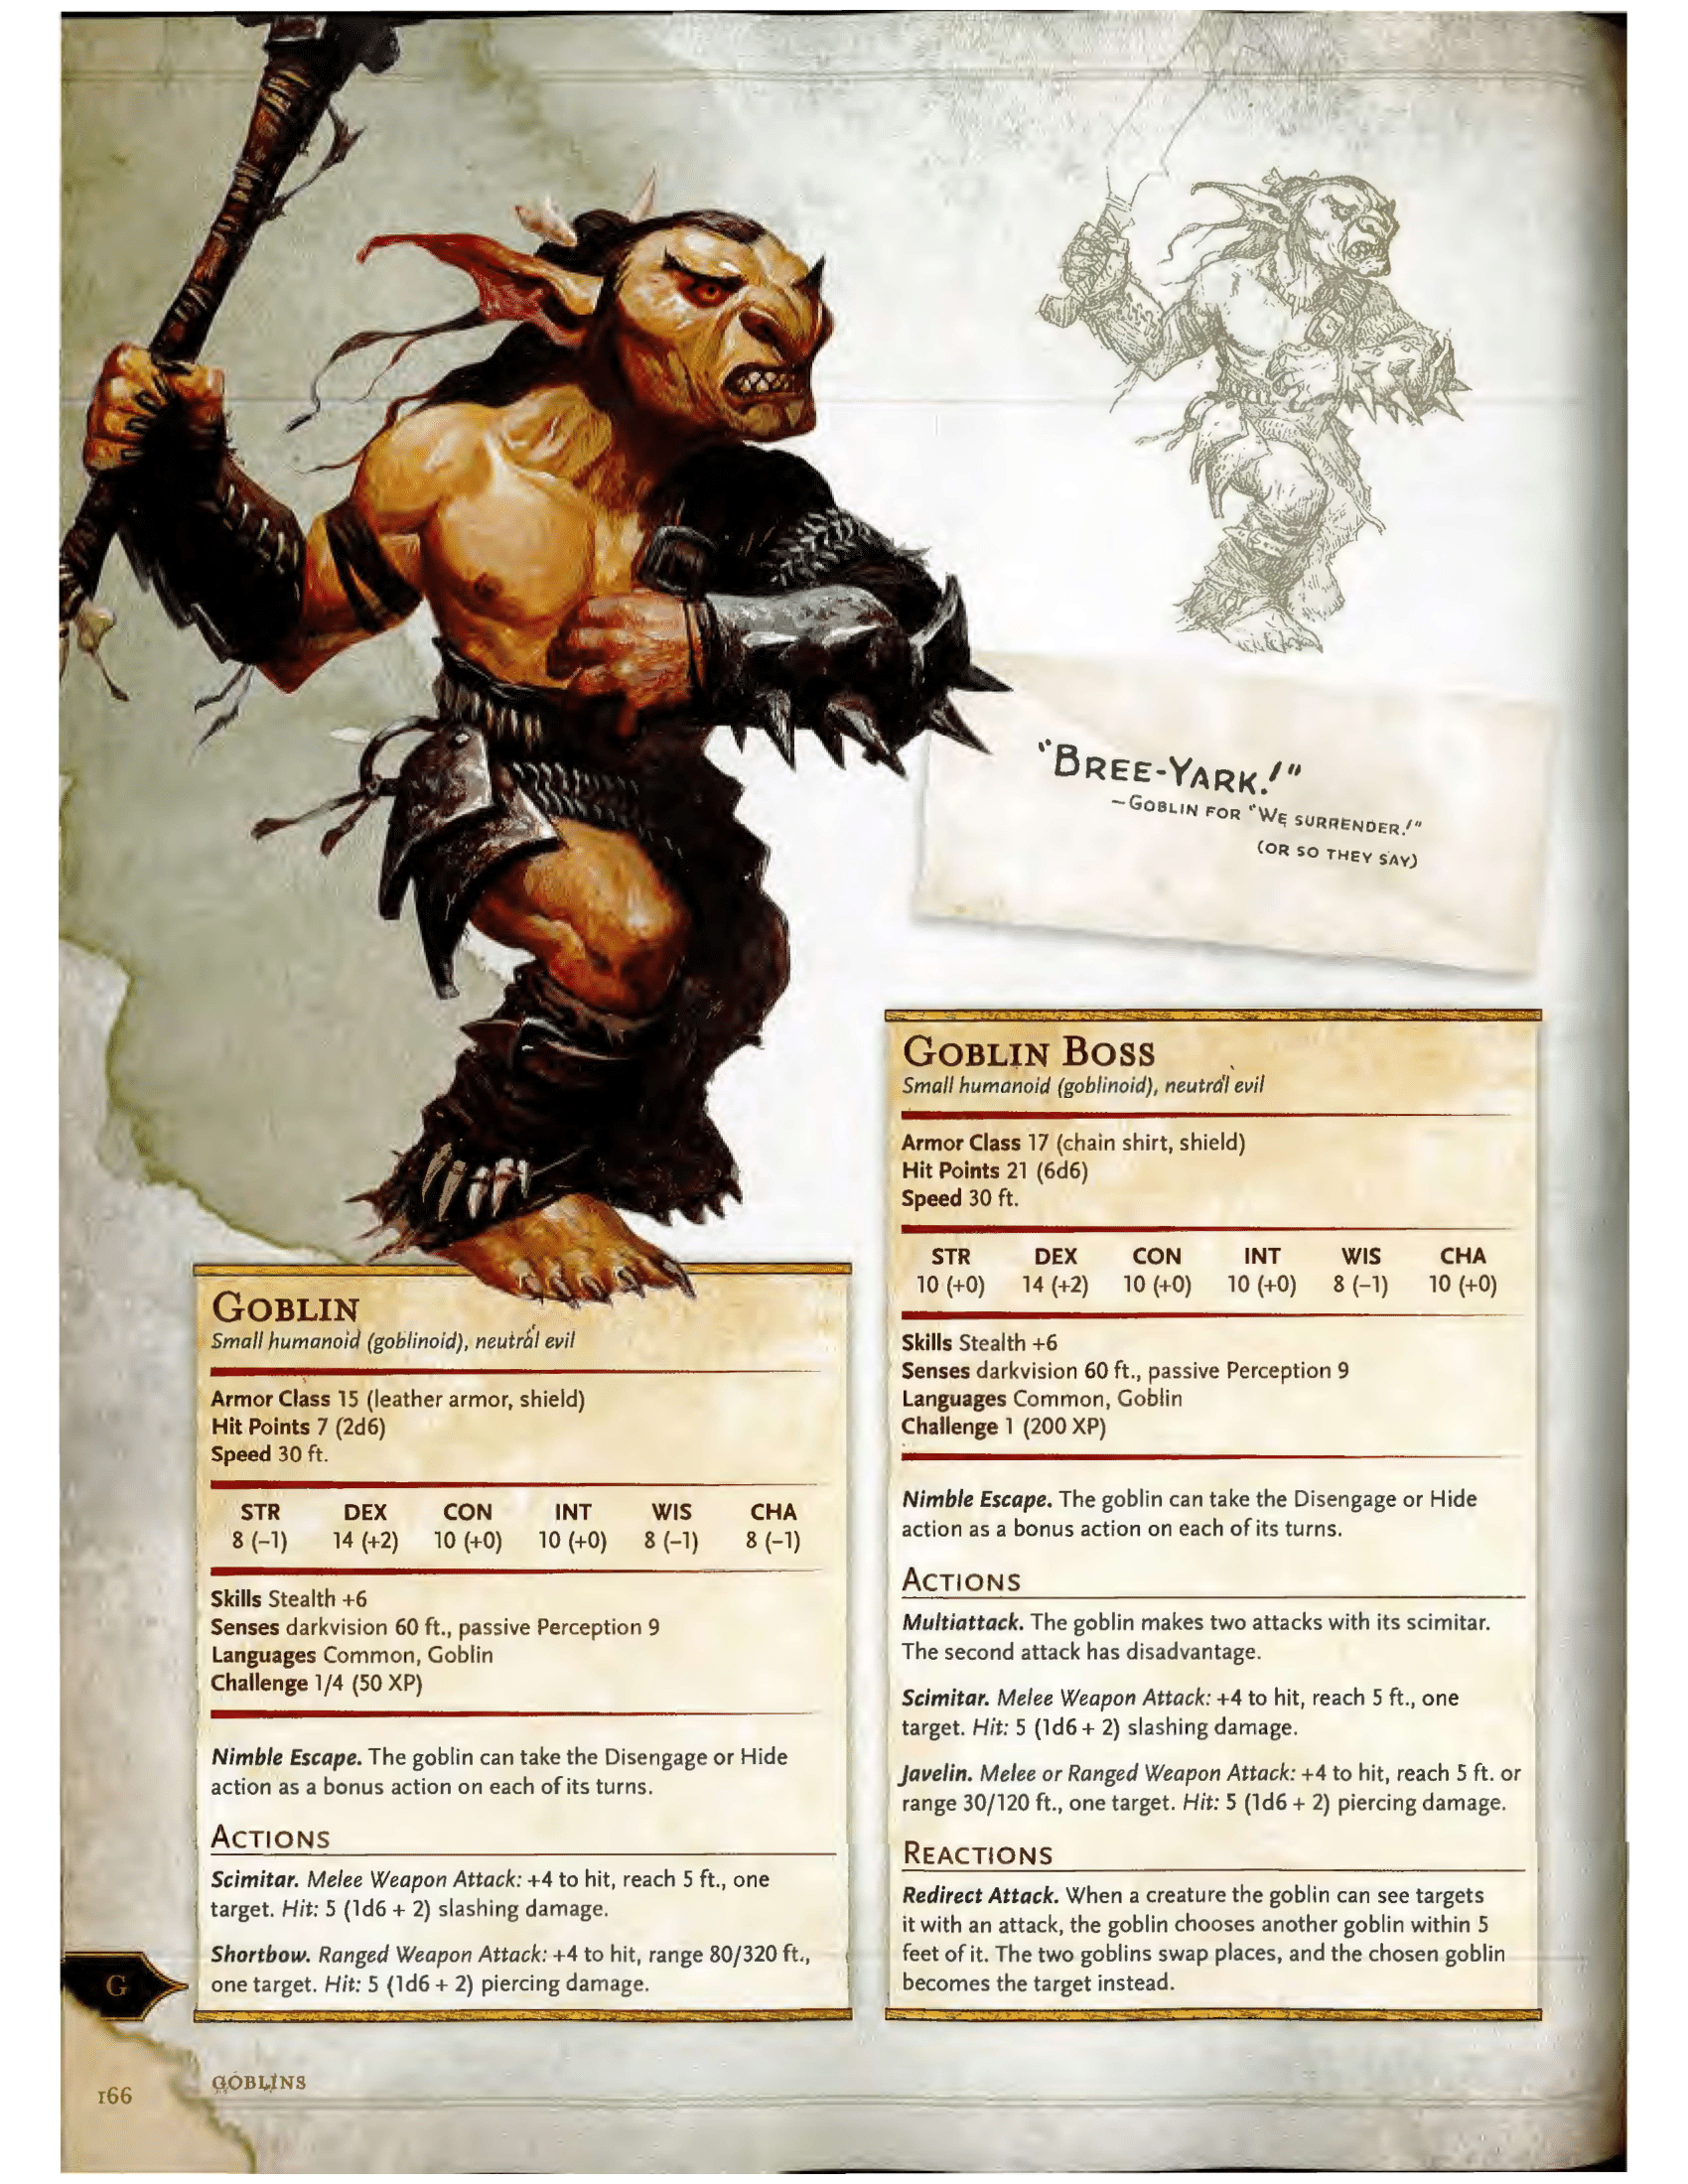 "BREE-YARK!"
—GOBLIN FOR "WE SURRENDER!"
(OR SO THEY SAY)
GOBLIN
Small humanoid (goblinoid), neutral evil
Armor Class 15 (leather armor, shield)
Hit Points 7 (2d6)
Speed 30 ft.
STR DEX CON INT WIS CHA
8 (−1) 14 (+2) 10 (+0) 10 (+0) 8 (−1) 8 (−1)
Skills Stealth +6
Senses darkvision 60 ft., passive Perception 9
Languages Common, Goblin
Challenge 1/4 (50 XP)
Nimble Escape. The goblin can take the Disengage or Hide
action as a bonus action on each of its turns.
ACTIONS
Scimitar. Melee Weapon Attack: +4 to hit, reach 5 ft., one
target. Hit: 5 (1d6 + 2) slashing damage.
Shortbow. Ranged Weapon Attack: +4 to hit, range 80/320 ft.,
one target. Hit: 5 (1d6 + 2) piercing damage.
GOBLIN BOSS
Small humanoid (goblinoid), neutral evil
Armor Class 17 (chain shirt, shield)
Hit Points 21 (6d6)
Speed 30 ft.
STR DEX CON INT WIS CHA
10 (+0) 14 (+2) 10 (+0) 10 (+0) 8 (−1) 10 (+0)
Skills Stealth +6
Senses darkvision 60 ft., passive Perception 9
Languages Common, Goblin
Challenge 1 (200 XP)
Nimble Escape. The goblin can take the Disengage or Hide
action as a bonus action on each of its turns.
ACTIONS
Multiattack. The goblin makes two attacks with its scimitar.
The second attack has disadvantage.
Scimitar. Melee Weapon Attack: +4 to hit, reach 5 ft., one
target. Hit: 5 (1d6 + 2) slashing damage.
Javelin. Melee or Ranged Weapon Attack: +4 to hit, reach 5 ft. or
range 30/120 ft., one target. Hit: 5 (1d6 + 2) piercing damage.
REACTIONS
Redirect Attack. When a creature the goblin can see targets
it with an attack, the goblin chooses another goblin within 5
feet of it. The two goblins swap places, and the chosen goblin
becomes the target instead.
G
166
GOBLINS